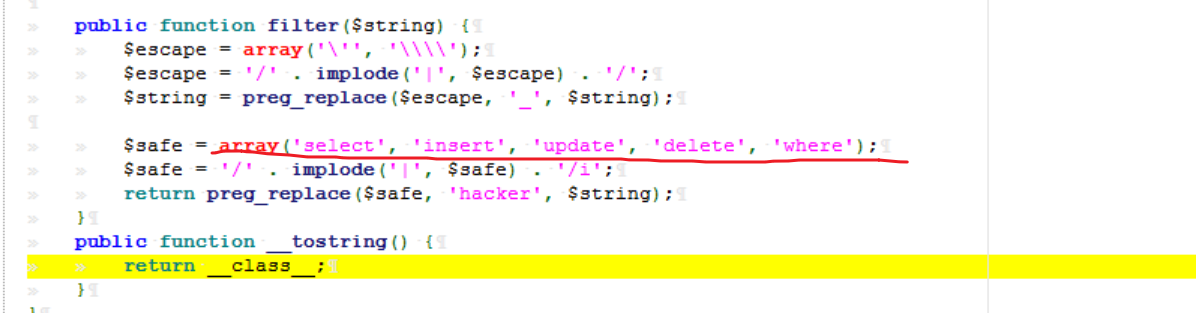 public function filter($string) {
$escape = array('\'', '\\\\');
$escape = '/' . implode('|', $escape) . '/';
$string = preg_replace($escape, '_', $string);
$safe = array('select', 'insert', 'update', 'delete', 'where');
$safe = '/' . implode('|', $safe) . '/i';
return preg_replace($safe, 'hacker', $string);
}
public function __tostring() {
return __class__;
}
}